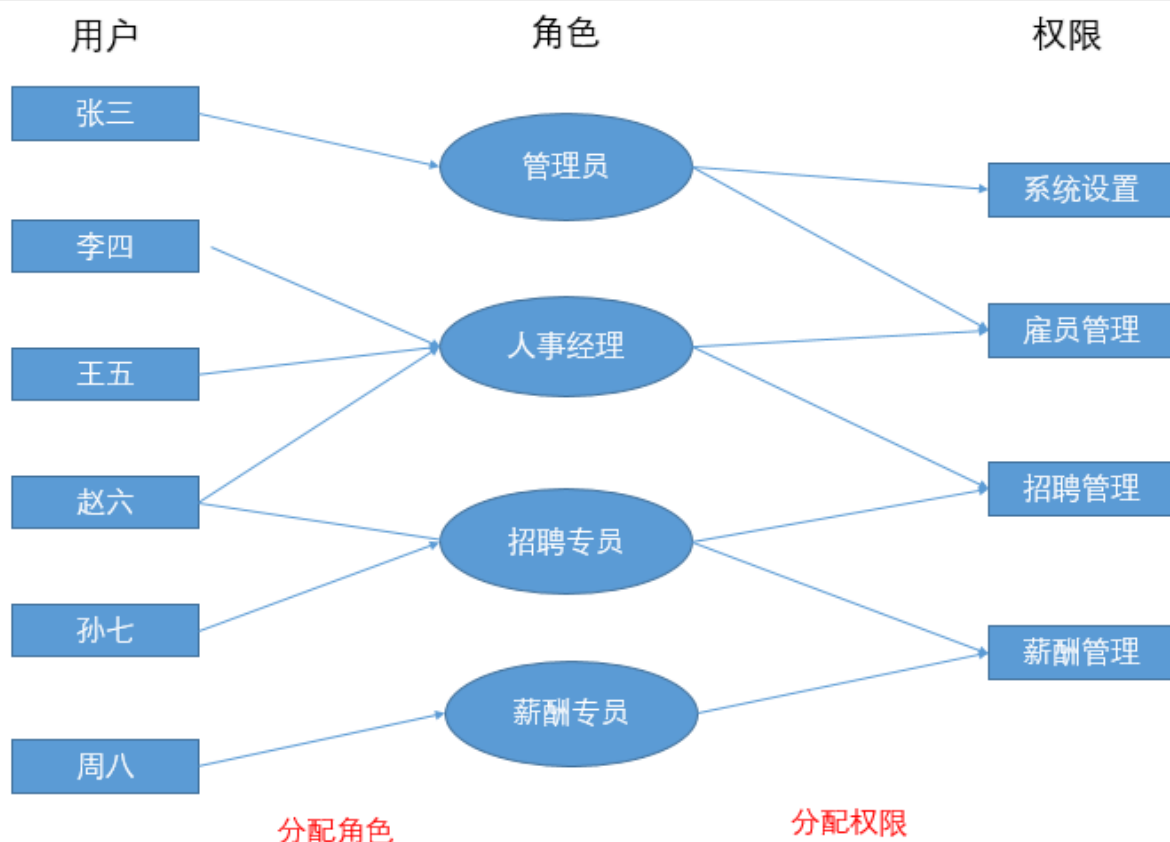 用户
角色
权限
张三
管理员
系统设置
李四
人事经理
雇员管理
王五
赵六
招聘专员
招聘管理
孙七
薪酬专员
薪酬管理
周八
分配角色
分配权限